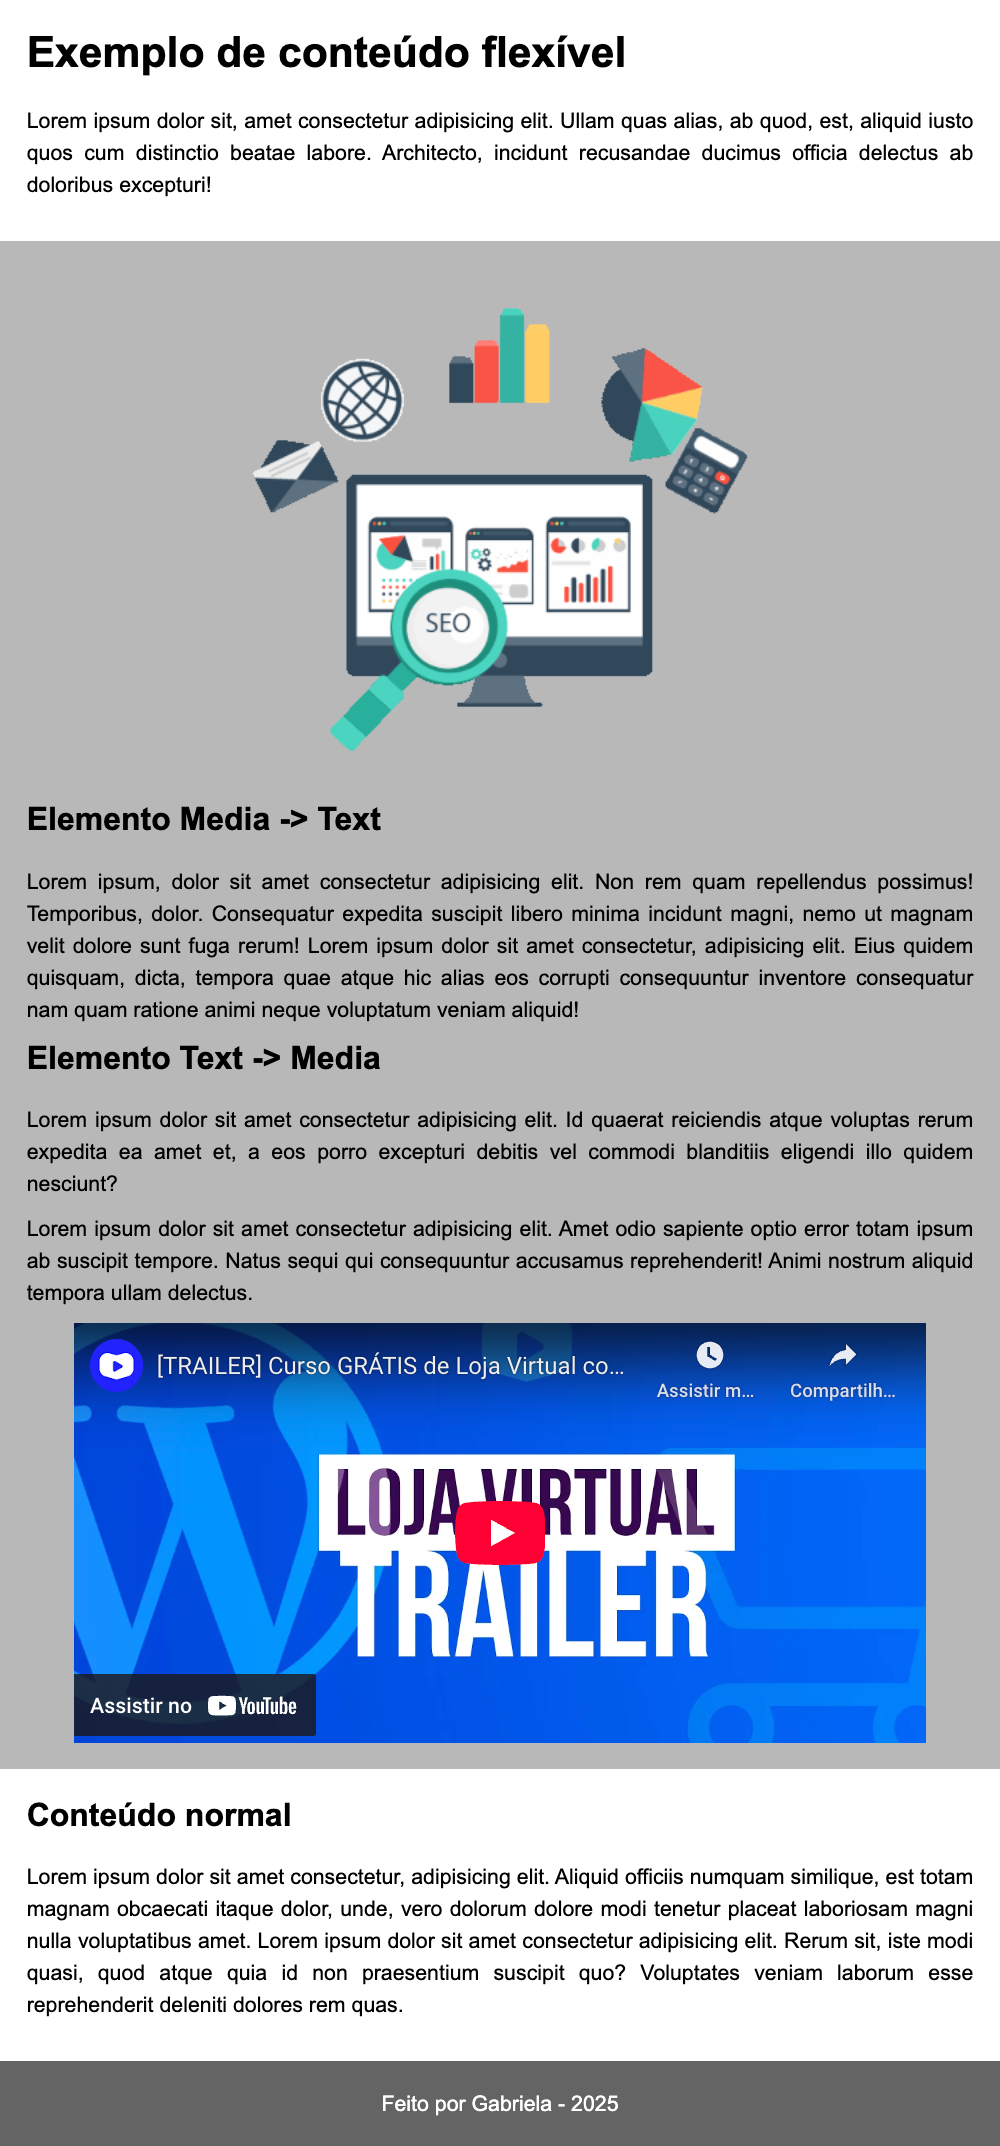 Exemplo de conteúdo flexível
Lorem ipsum dolor sit, amet consectetur adipisicing elit. Ullam quas alias, ab quod, est, aliquid iusto
quos cum distinctio beatae labore. Architecto, incidunt recusandae ducimus officia delectus ab
doloribus excepturi!
SEO
Elemento Media -> Text
Lorem ipsum, dolor sit amet consectetur adipisicing elit. Non rem quam repellendus possimus!
Temporibus, dolor. Consequatur expedita suscipit libero minima incidunt magni, nemo ut magnam
velit dolore sunt fuga rerum! Lorem ipsum dolor sit amet consectetur, adipisicing elit. Eius quidem
quisquam, dicta, tempora quae atque hic alias eos corrupti consequuntur inventore consequatur
nam quam ratione animi neque voluptatum veniam aliquid!
Elemento Text -> Media
Lorem ipsum dolor sit amet consectetur adipisicing elit. Id quaerat reiciendis atque voluptas rerum
expedita ea amet et, a eos porro excepturi debitis vel commodi blanditiis eligendi illo quidem
nesciunt?
Lorem ipsum dolor sit amet consectetur adipisicing elit. Amet odio sapiente optio error totam ipsum
ab suscipit tempore. Natus sequi qui consequuntur accusamus reprehenderit! Animi nostrum aliquid
tempora ullam delectus.
[TRAILER] Curso GRÁTIS de Loja Virtual co...
Assistir m...
Compartilh...
LOJA VIRTUAL
TRAILER
Assistir no YouTube
Conteúdo normal
Lorem ipsum dolor sit amet consectetur, adipisicing elit. Aliquid officiis numquam similique, est totam
magnam obcaecati itaque dolor, unde, vero dolorum dolore modi tenetur placeat laboriosam magni
nulla voluptatibus amet. Lorem ipsum dolor sit amet consectetur adipisicing elit. Rerum sit, iste modi
quasi, quod atque quia id non praesentium suscipit quo? Voluptates veniam laborum esse
reprehenderit deleniti dolores rem quas.
Feito por Gabriela - 2025